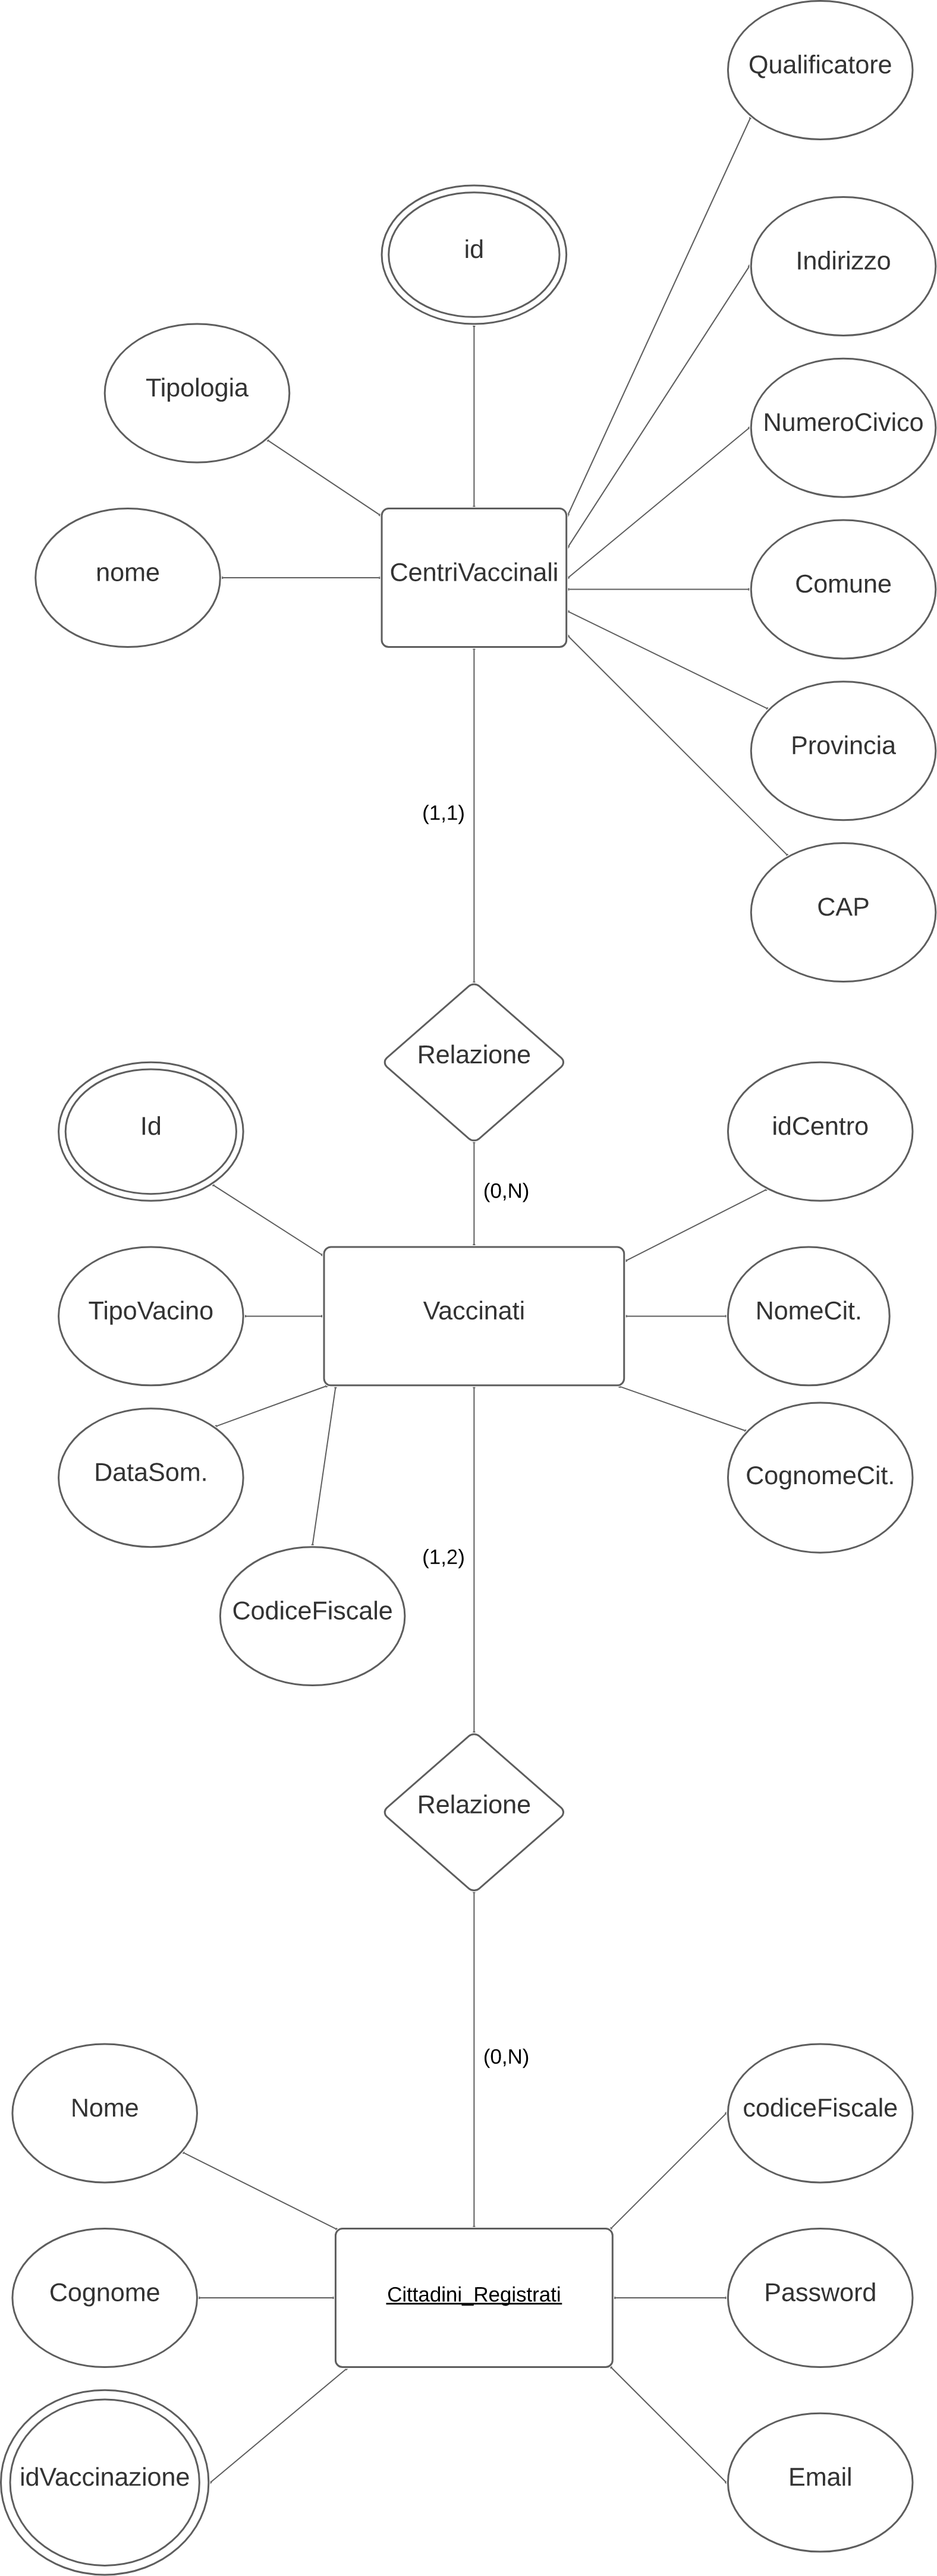 Qualificatore
id
Indirizzo
Tipologia
NumeroCivico
nome
CentriVaccinali
Comune
Provincia
(1,1)
CAP
Relazione
Id
idCentro
(0,N)
TipoVacino
Vaccinati
NomeCit.
DataSom.
CognomeCit.
(1,2)
CodiceFiscale
Relazione
(0,N)
Nome
codiceFiscale
Cognome
Cittadini_Registrati
Password
idVaccinazione
Email